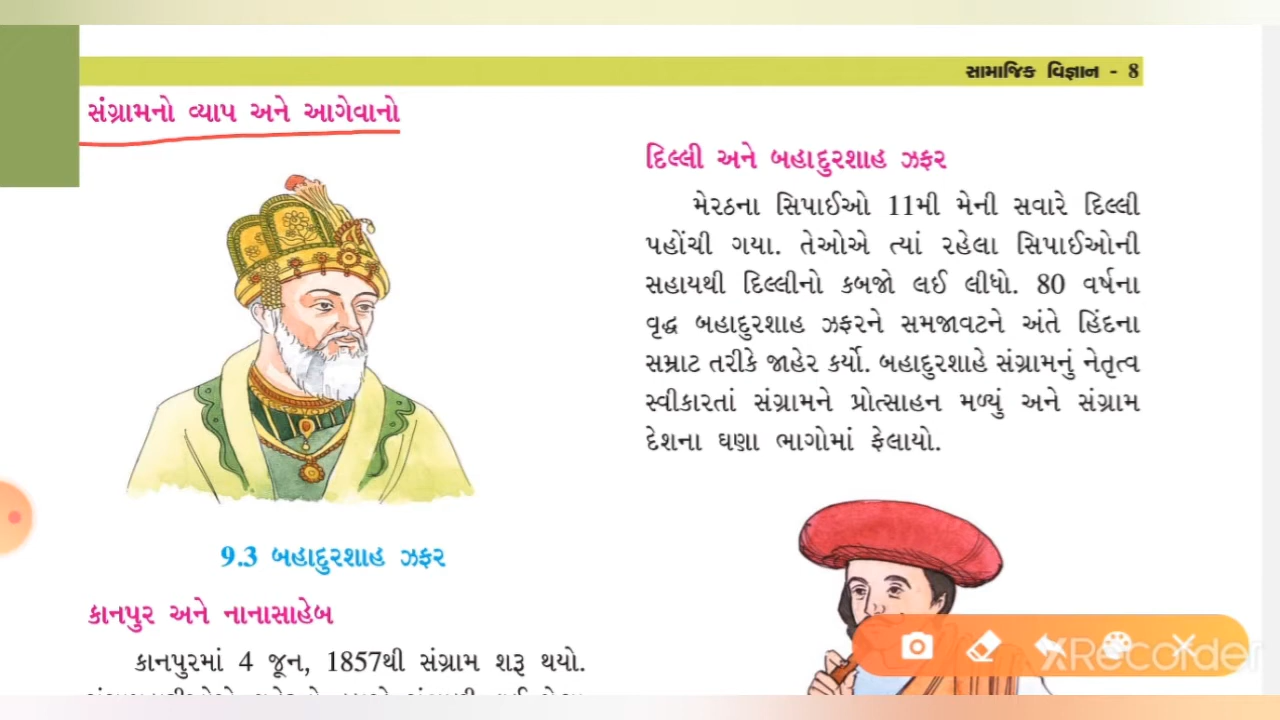 સામાજિક વિજ્ઞાન - 8
સંગ્રામનો વ્યાપ અને આગેવાનો
9.3 બહાદુરશાહ ઝફર
કાનપુર અને નાનાસાહેબ
કાનપુરમાં 4 જૂન, 1857થી સંગ્રામ શરૂ થયો.
દિલ્લી અને બહાદુરશાહ ઝફર
મેરઠના સિપાઈઓ 11મી મેની સવારે દિલ્લી
પહોંચી ગયા. તેઓએ ત્યાં રહેલા સિપાઈઓની
સહાયથી દિલ્લીનો કબજો લઈ લીધો. 80 વર્ષના
વૃદ્ધ બહાદુરશાહ ઝફરને સમજાવટને અંતે હિંદના
સમ્રાટ તરીકે જાહેર કર્યો. બહાદુરશાહે સંગ્રામનું નેતૃત્વ
સ્વીકારતાં સંગ્રામને પ્રોત્સાહન મળ્યું અને સંગ્રામ
દેશના ઘણા ભાગોમાં ફેલાયો.
XRecorder